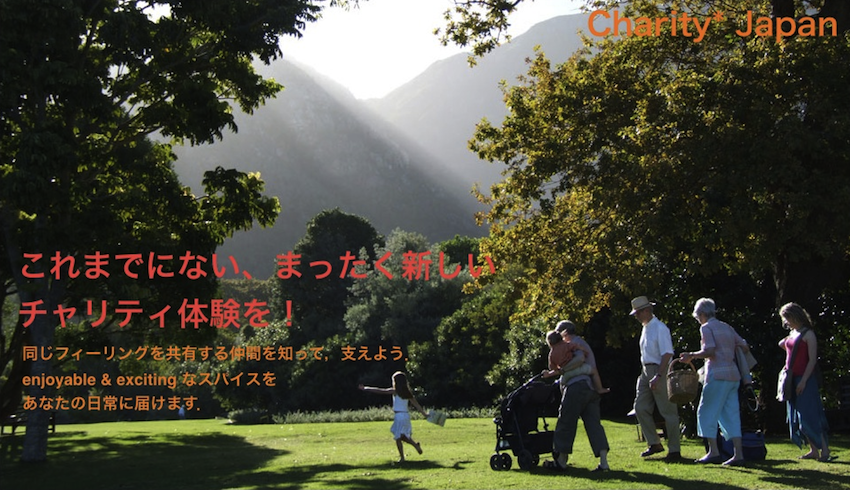 Charity* Japan
これまでにない、まったく新しい
チャリティ体験を！
同じフィーリングを共有する仲間を知って，支えよう．
enjoyable & exciting なスパイスを
あなたの日常に届けます．